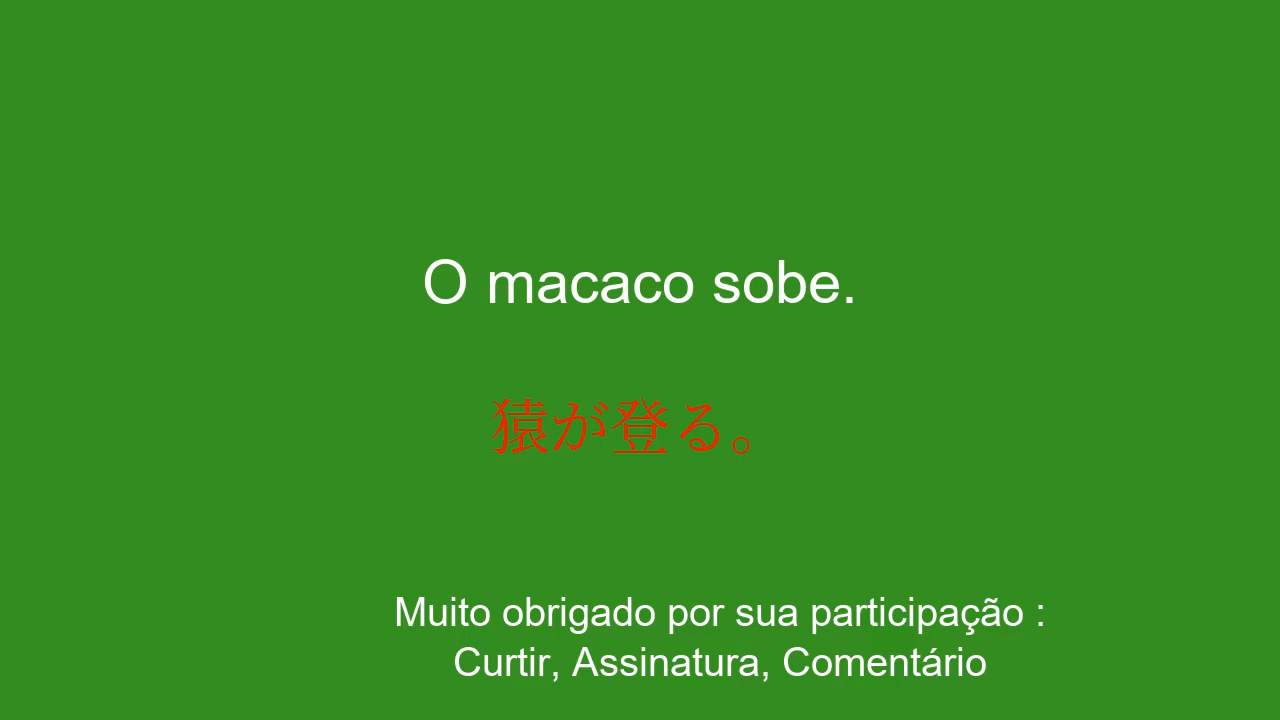 O macaco sobe.
猿が登る。
Muito obrigado por sua participação :
Curtir, Assinatura, Comentário